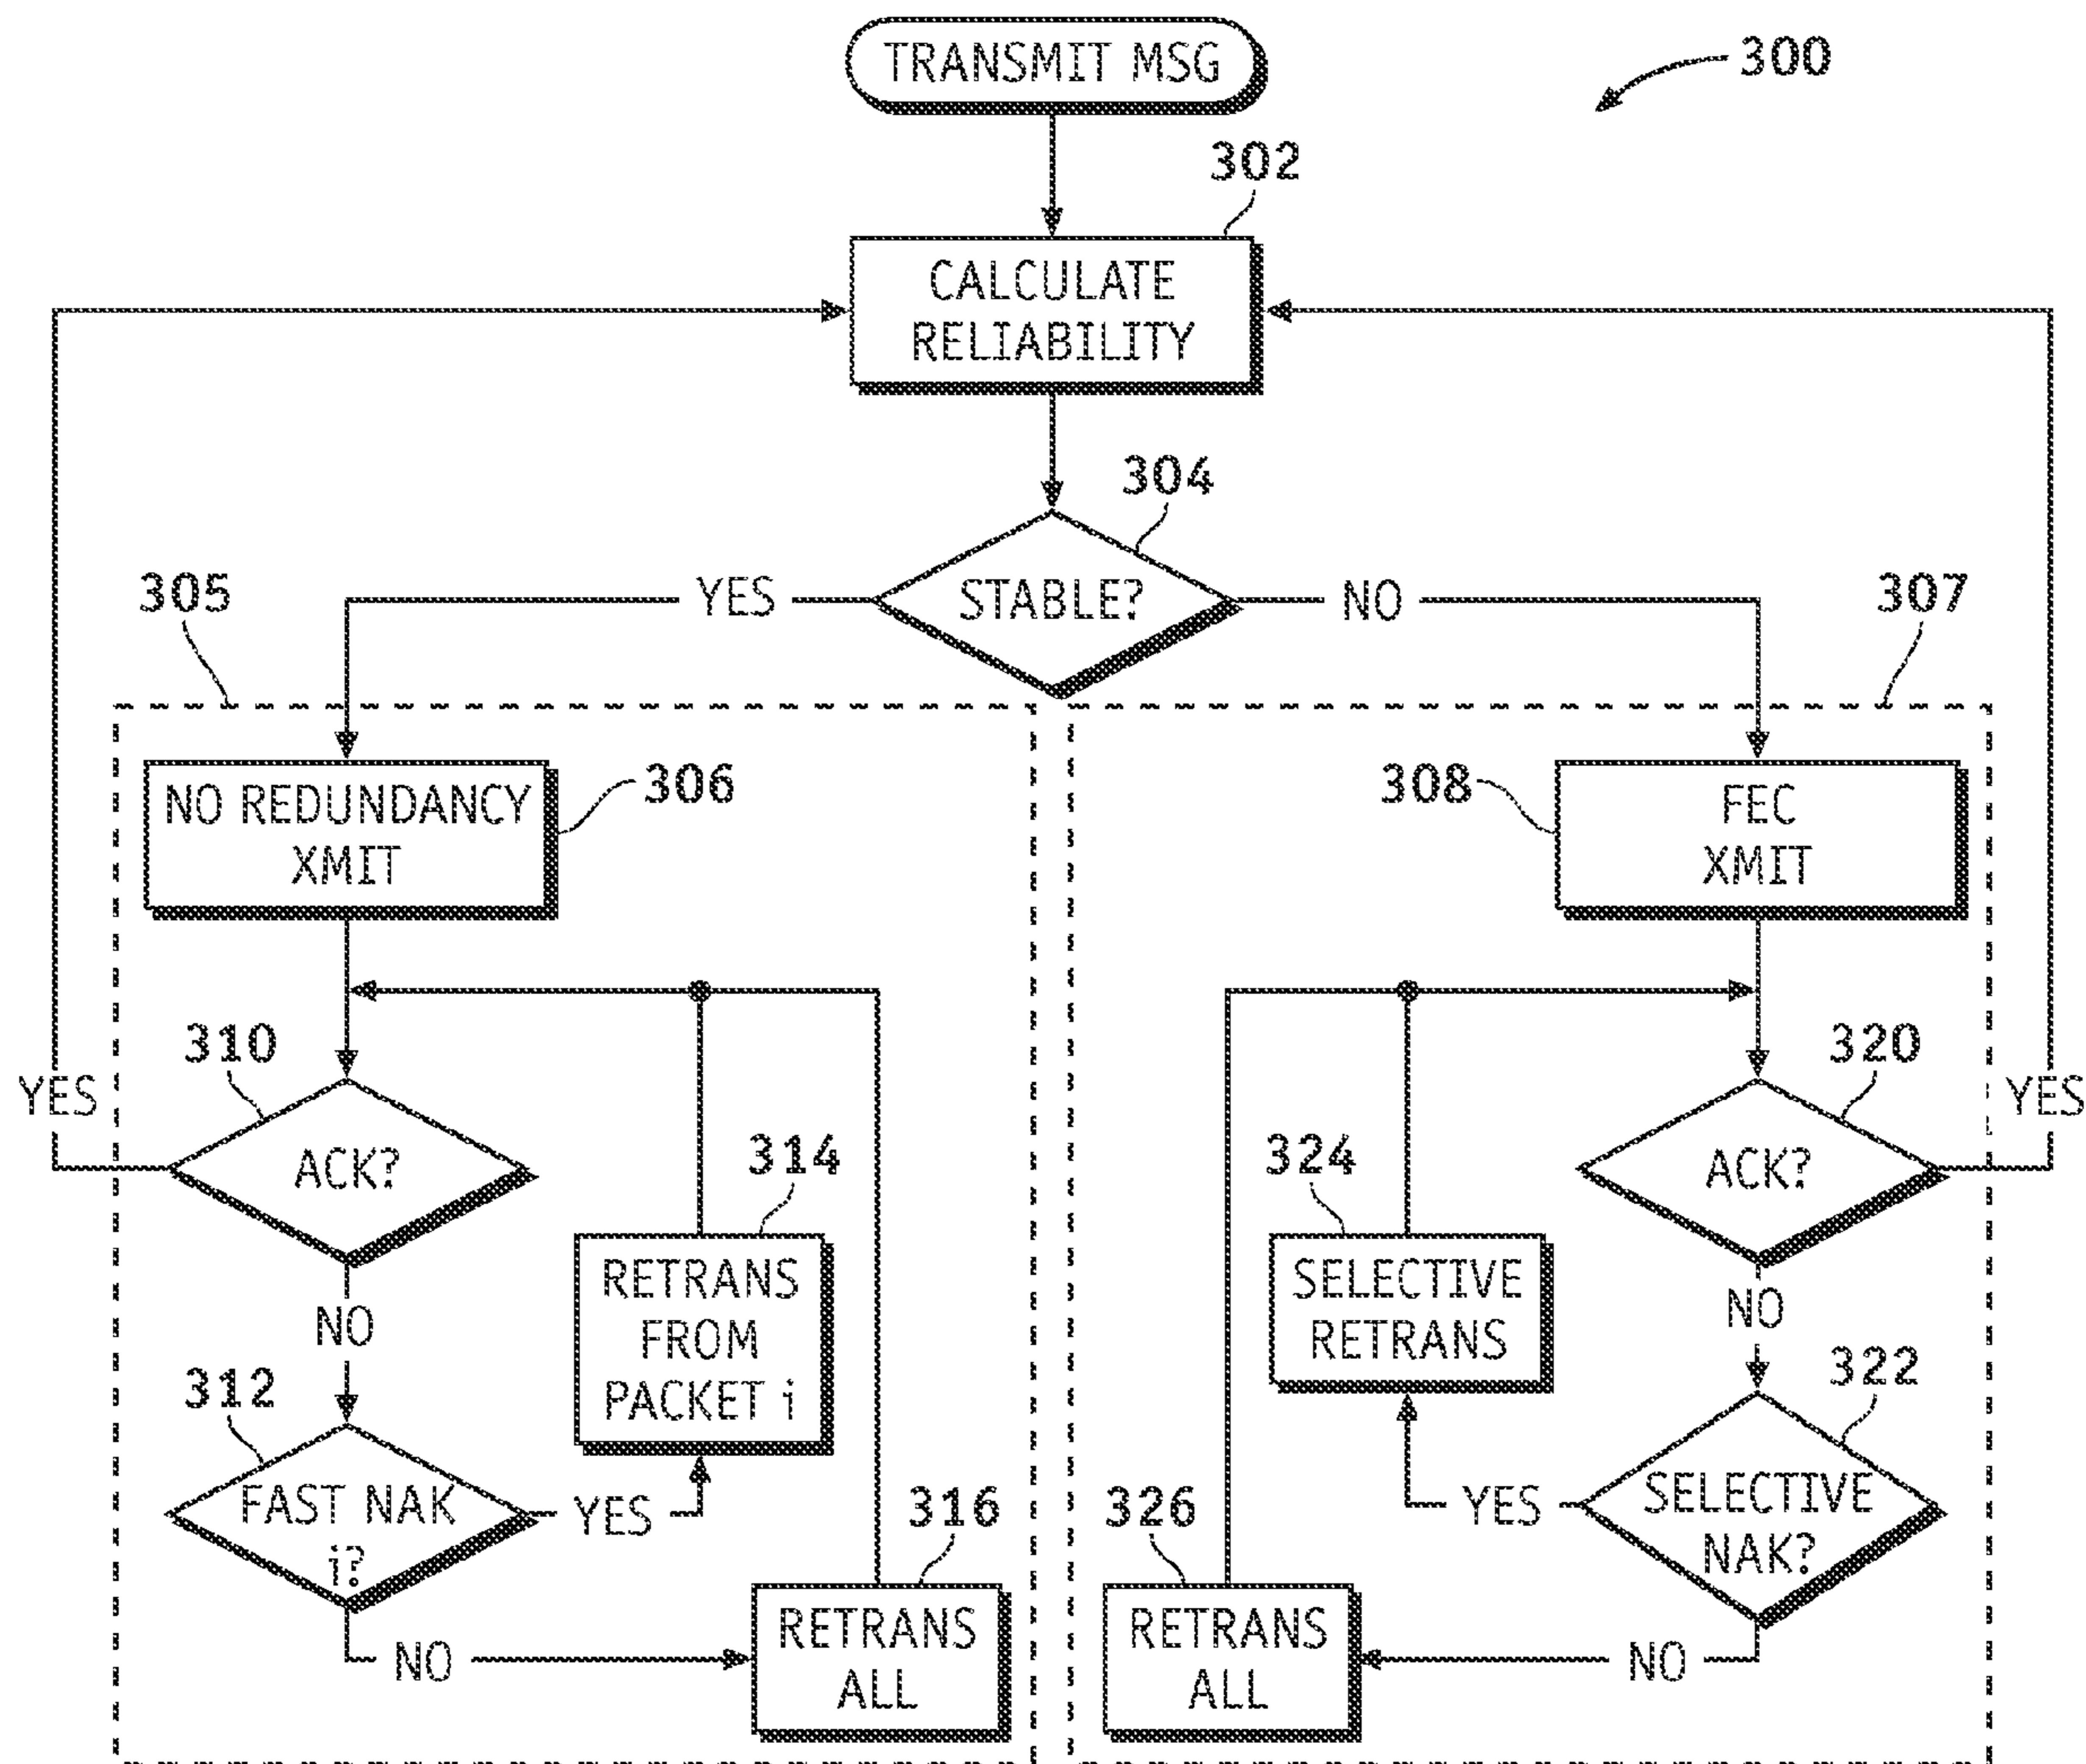 TRANSMIT MSG
300
302
CALCULATE
RELIABILITY
304
STABLE?
YES
NO
305
307
NO REDUNDANCY
XMIT
306
308
FEC
XMIT
310
ACK?
YES
NO
312
FAST NAK
i?
YES
NO
314
RETRANS
FROM
PACKET i
316
RETRANS
ALL
320
ACK?
YES
NO
322
SELECTIVE
NAK?
YES
NO
324
SELECTIVE
RETRANS
326
RETRANS
ALL